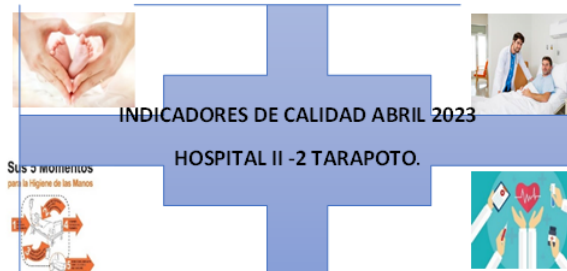 INDICADORES DE CALIDAD ABRIL 2023
HOSPITAL II -2 TARAPOTO.
Sus 5 Momentos
para la Higiene de las Manos